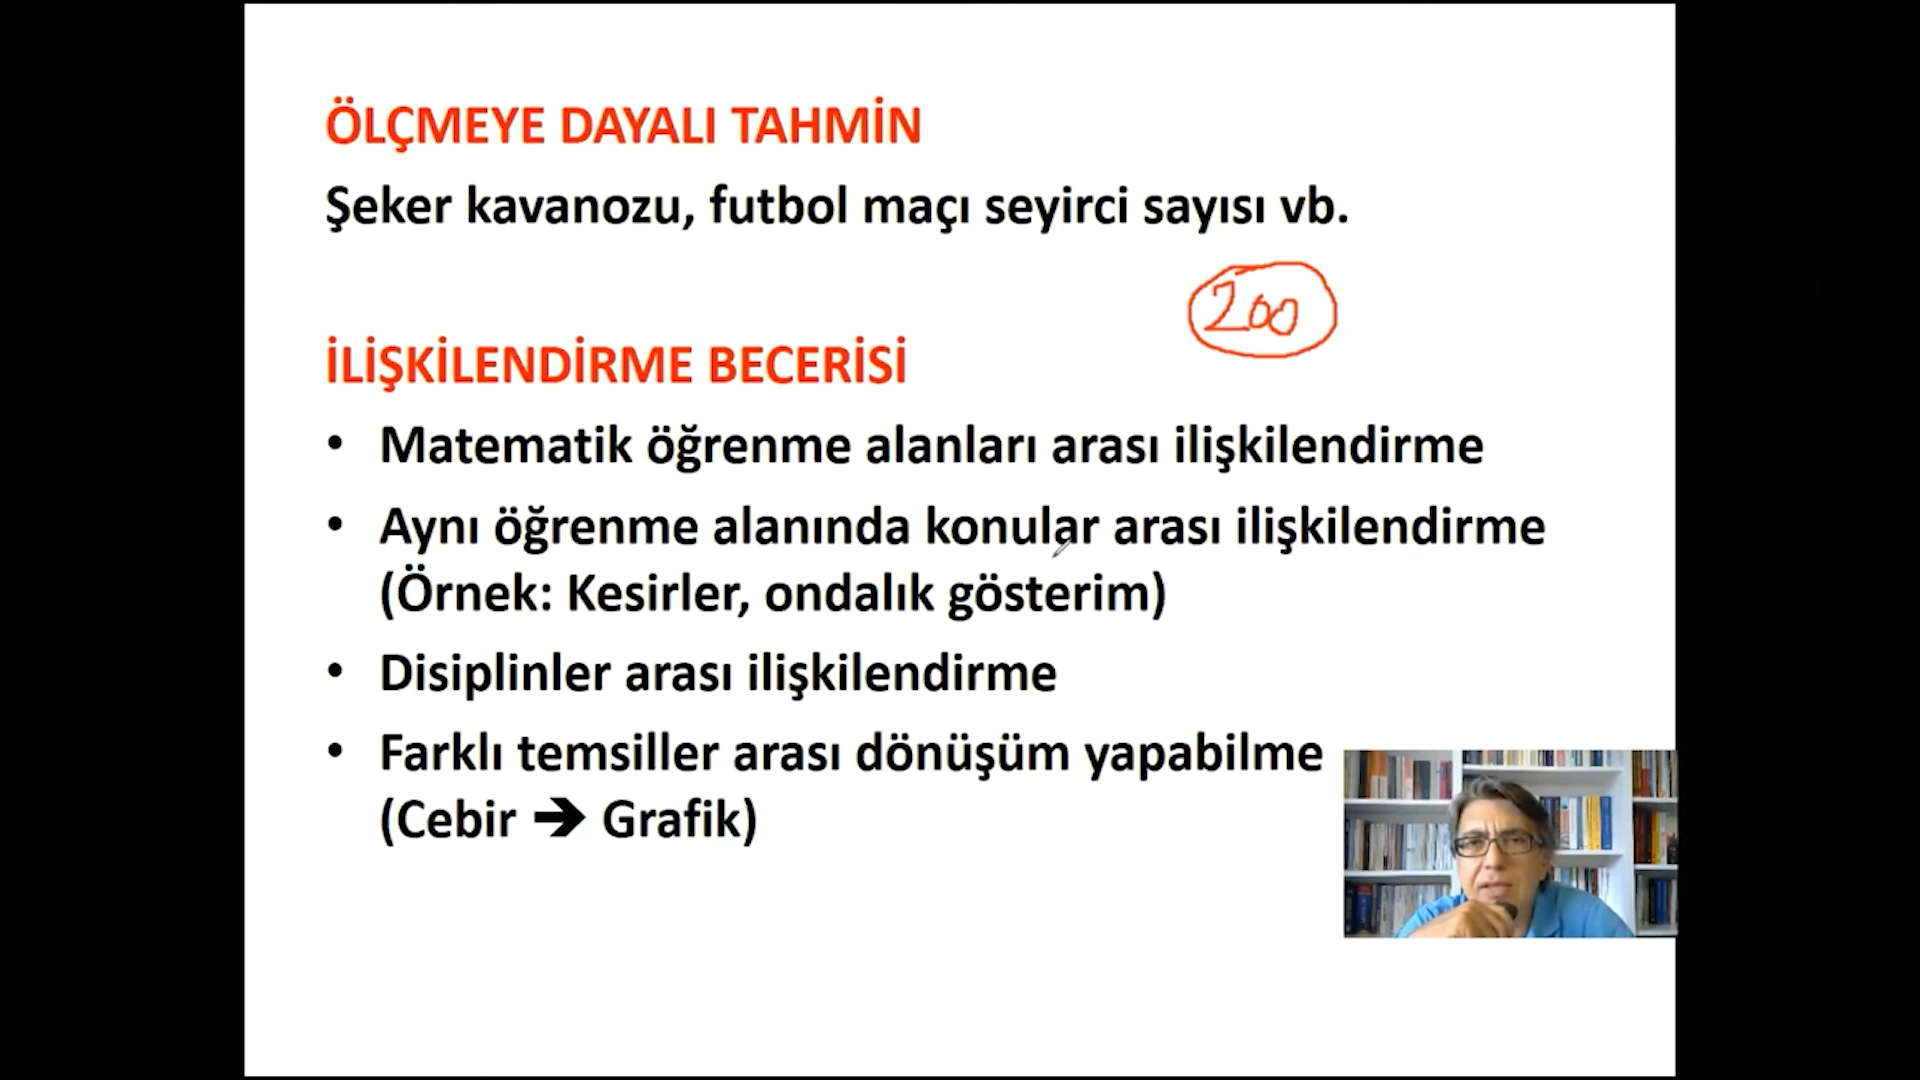 ÖLÇMEYE DAYALI TAHMİN
Şeker kavanozu, futbol maçı seyirci sayısı vb.
200
İLİŞKİLENDİRME BECERİSİ
• Matematik öğrenme alanları arası ilişkilendirme
• Aynı öğrenme alanında konular arası ilişkilendirme
(Örnek: Kesirler, ondalık gösterim)
• Disiplinler arası ilişkilendirme
• Farklı temsiller arası dönüşüm yapabilme
(Cebir ➔ Grafik)